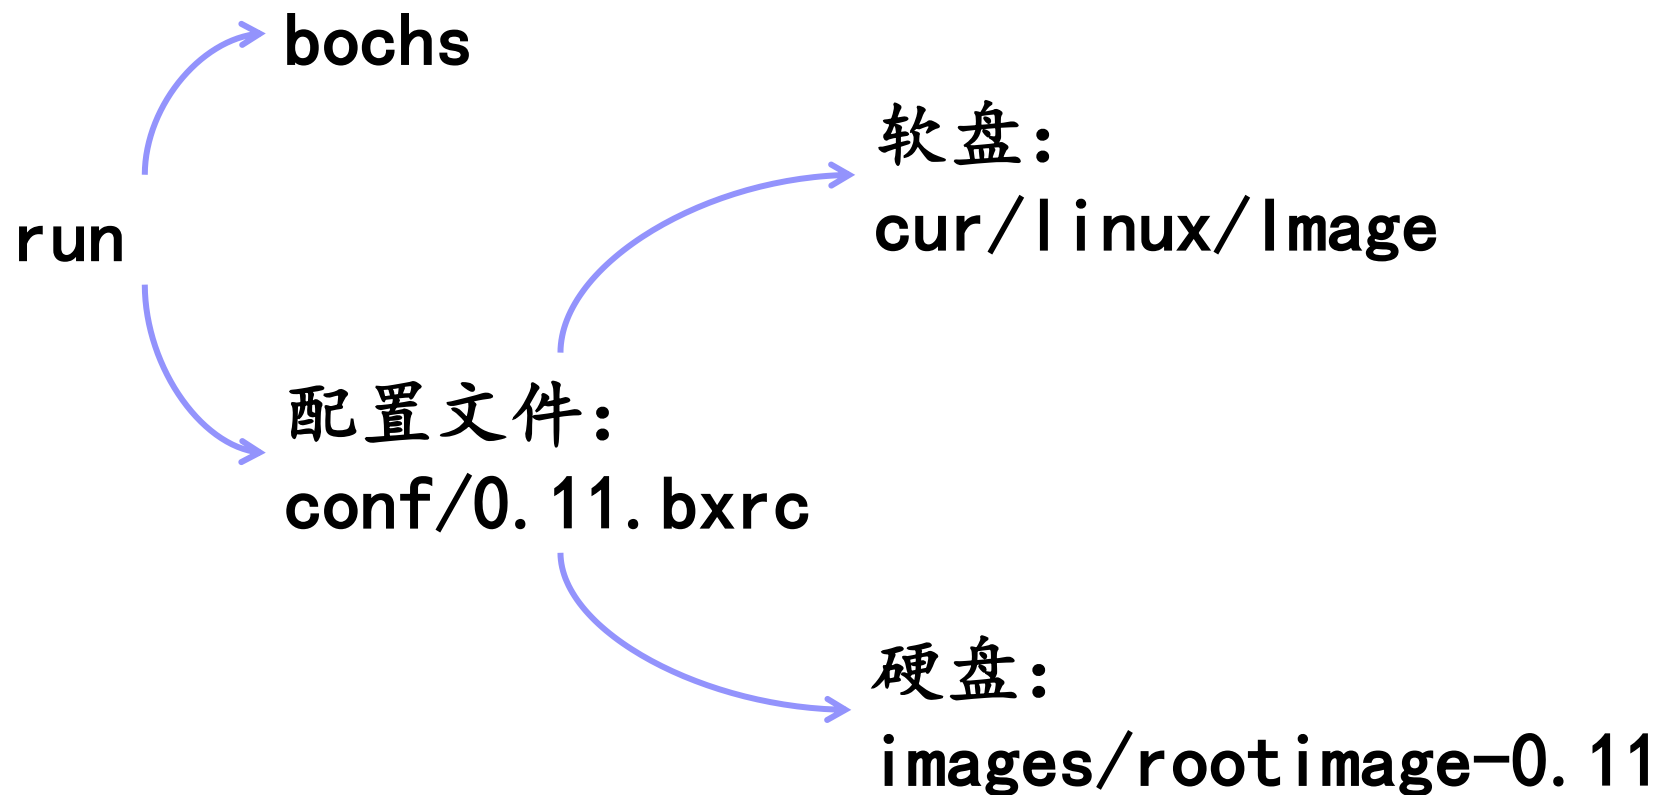 bochs
软盘：
cur/linux/Image
run
配置文件：
conf/0.11.bxrc
硬盘：
images/rootimage-0.11